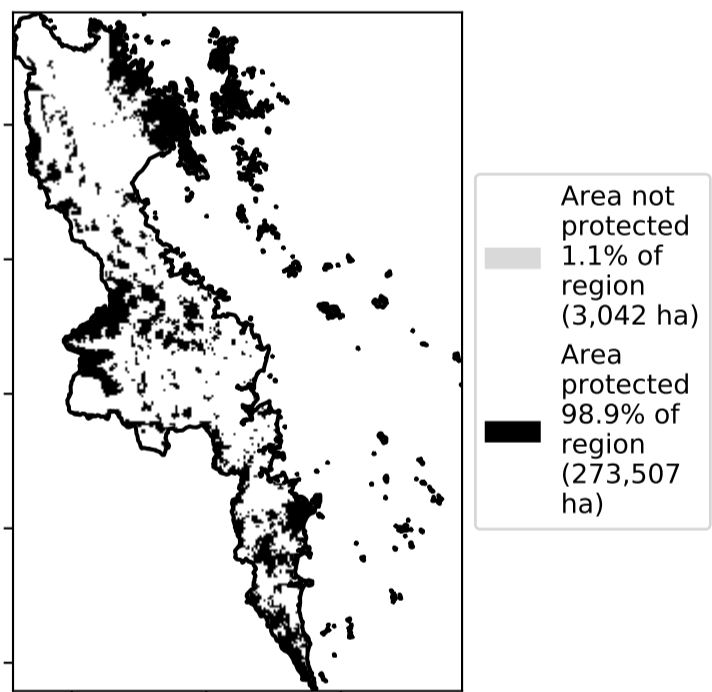 Area not
protected
1.1% of
region
(3,042 ha)
Area
protected
98.9% of
region
(273,507
ha)